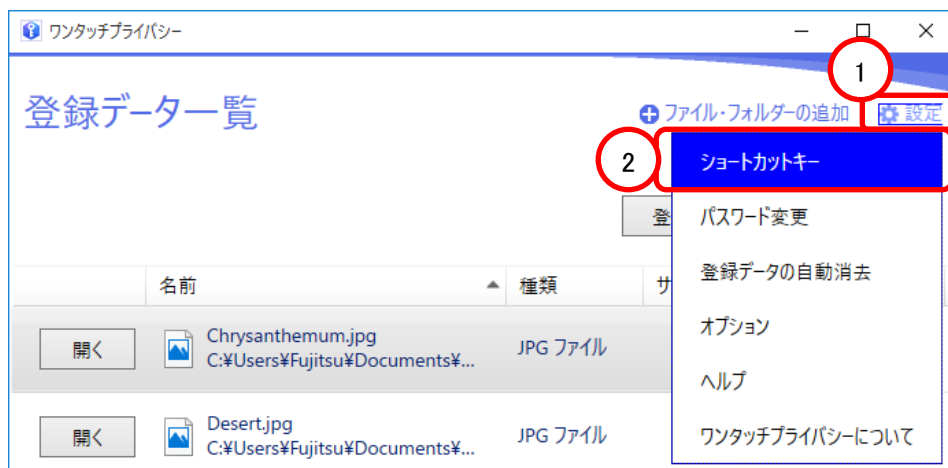 ワンタッチプライバシー
1
登録データ一覧
ファイル・フォルダーの追加 設定
2
ショートカットキー
登
パスワード変更
登録データの自動消去
名前 種類 サ
オプション
開く Chrysanthemum.jpg JPG ファイル
C:¥Users¥Fujitsu¥Documents¥...
ヘルプ
開く Desert.jpg JPG ファイル
C:¥Users¥Fujitsu¥Documents¥...
ワンタッチプライバシーについて